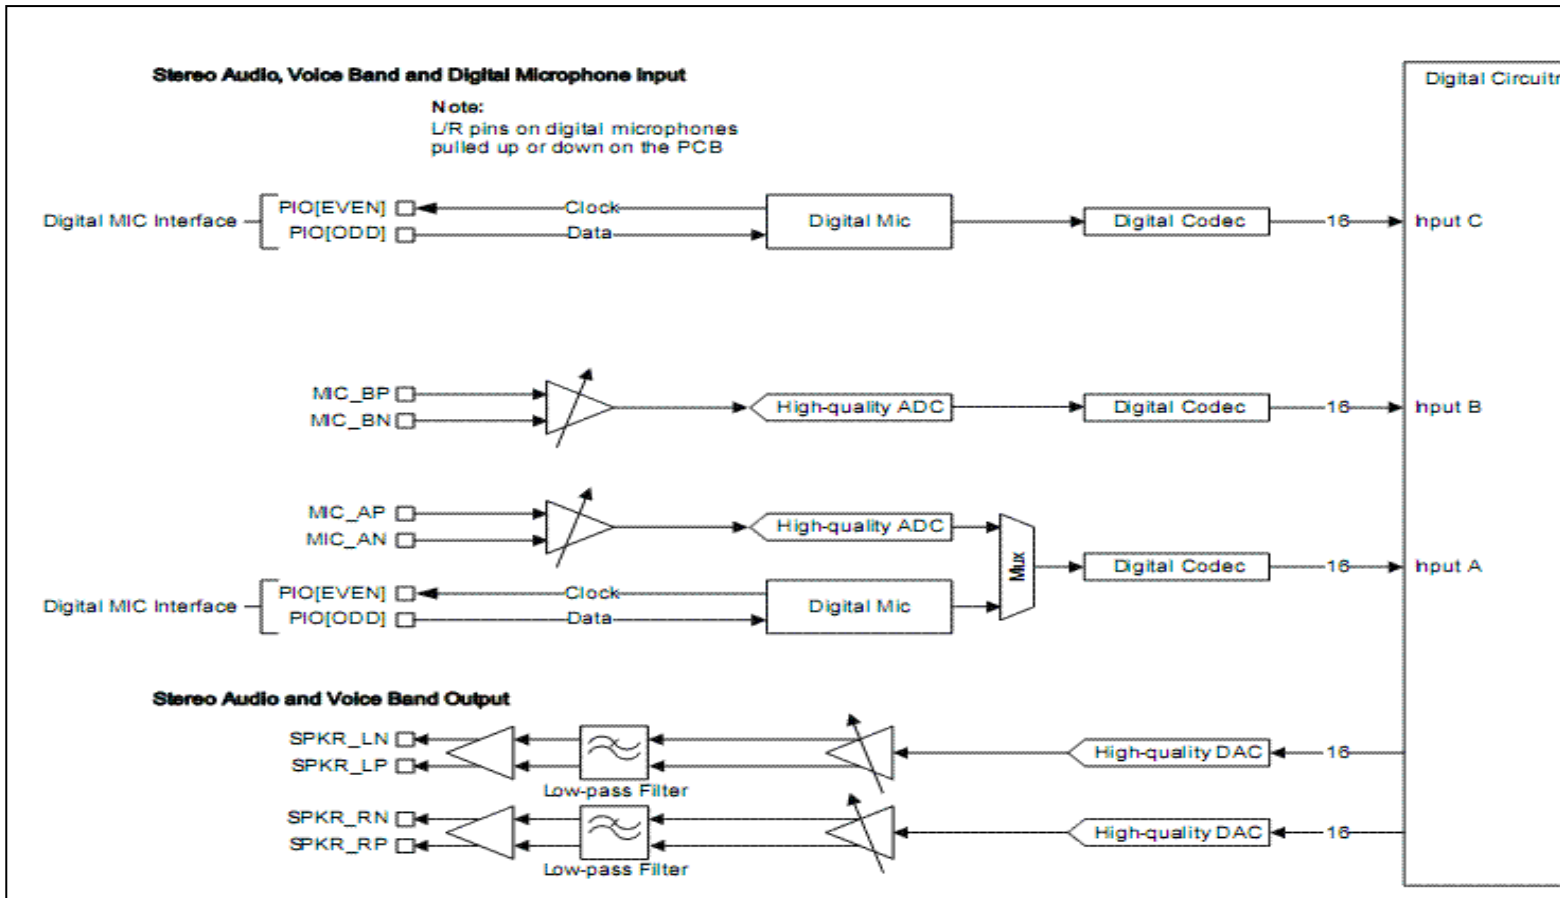 Stereo Audio, Voice Band and Digital Microphone Input
Digital Circuitr
Note:
L/R pins on digital microphones
pulled up or down on the PCB
Digital MIC Interface
PIO[EVEN]
PIO[ODD]
Clock
Data
Digital Mic
Digital Codec
16
Input C
MIC_BP
MIC_BN
High-quality ADC
Digital Codec
16
Input B
MIC_AP
MIC_AN
High-quality ADC
Mux
Digital Codec
16
Input A
Digital MIC Interface
PIO[EVEN]
PIO[ODD]
Clock
Data
Digital Mic
Stereo Audio and Voice Band Output
SPKR_LN
SPKR_LP
Low-pass Filter
High-quality DAC
16
SPKR_RN
SPKR_RP
Low-pass Filter
High-quality DAC
16